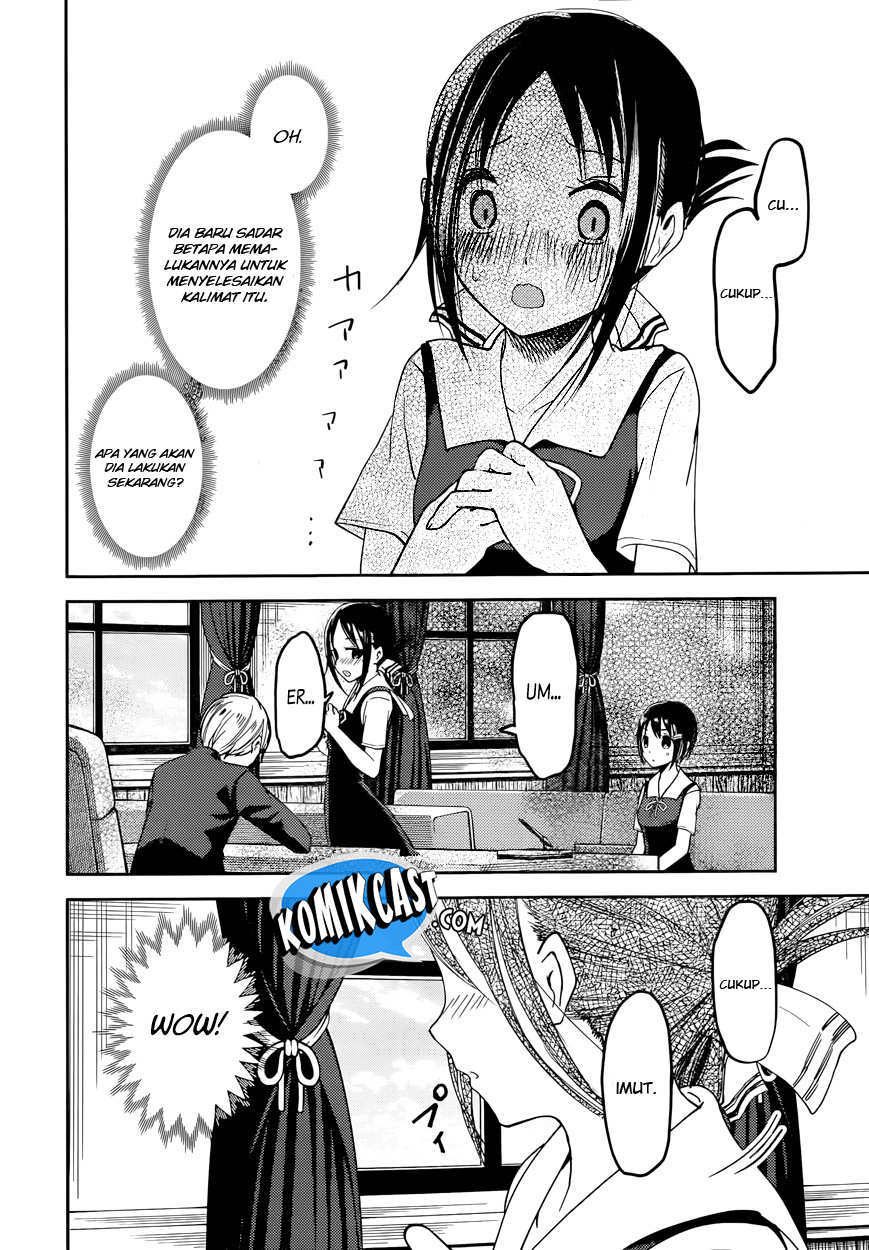 CU...
CUKUP...
OH.
DIA BARU SADAR
BETAPA MEMA-
LUKANNYA UNTUK
MENYELESAIKAN
KALIMAT ITU.
APA YANG AKAN
DIA LAKUKAN
SEKARANG?
カァァァァァ…
UM...
ER...
KOMIKCAST
.COM
CUKUP...
IMUT.
WOW!
プイ